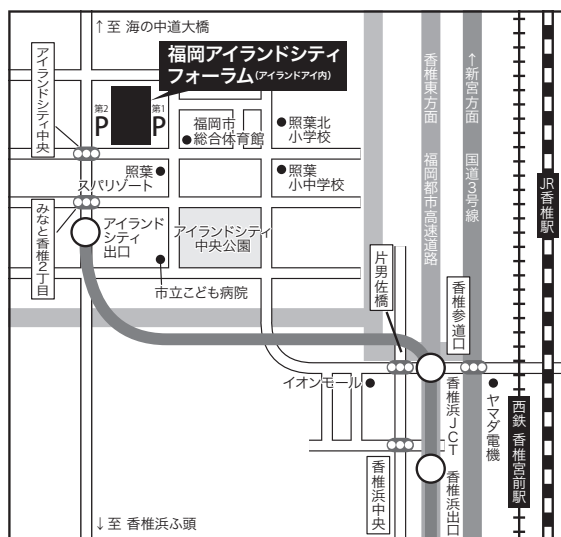 ↑至 海の中道大橋
福岡アイランドシティ
フォーラム(アイランドアイ内)
アイランドシティ中央
第2
P
第1
P
福岡市
総合体育館
照葉北
小学校
照葉
小中学校
照葉
スパリゾート
みなと香椎2丁目
アイランド
シティ
出口
アイランドシティ
中央公園
市立こども病院
香椎東方面
福岡都市高速道路
↑新宮方面
国道3号線
JR香椎駅
片男佐橋
香椎参道口
イオンモール
香椎浜JCT
香椎浜出口
ヤマダ電機
西鉄 香椎宮前駅
香椎浜中央
↓至 香椎浜ふ頭